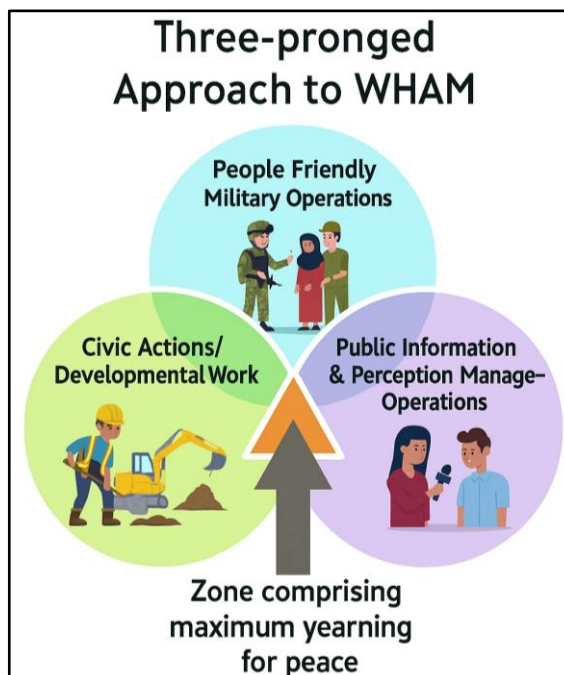 Three-pronged
Approach to WHAM
People Friendly
Military Operations
Civic Actions/
Developmental Work
Public Information
& Perception Manage–
Operations
Zone comprising
maximum yearning
for peace